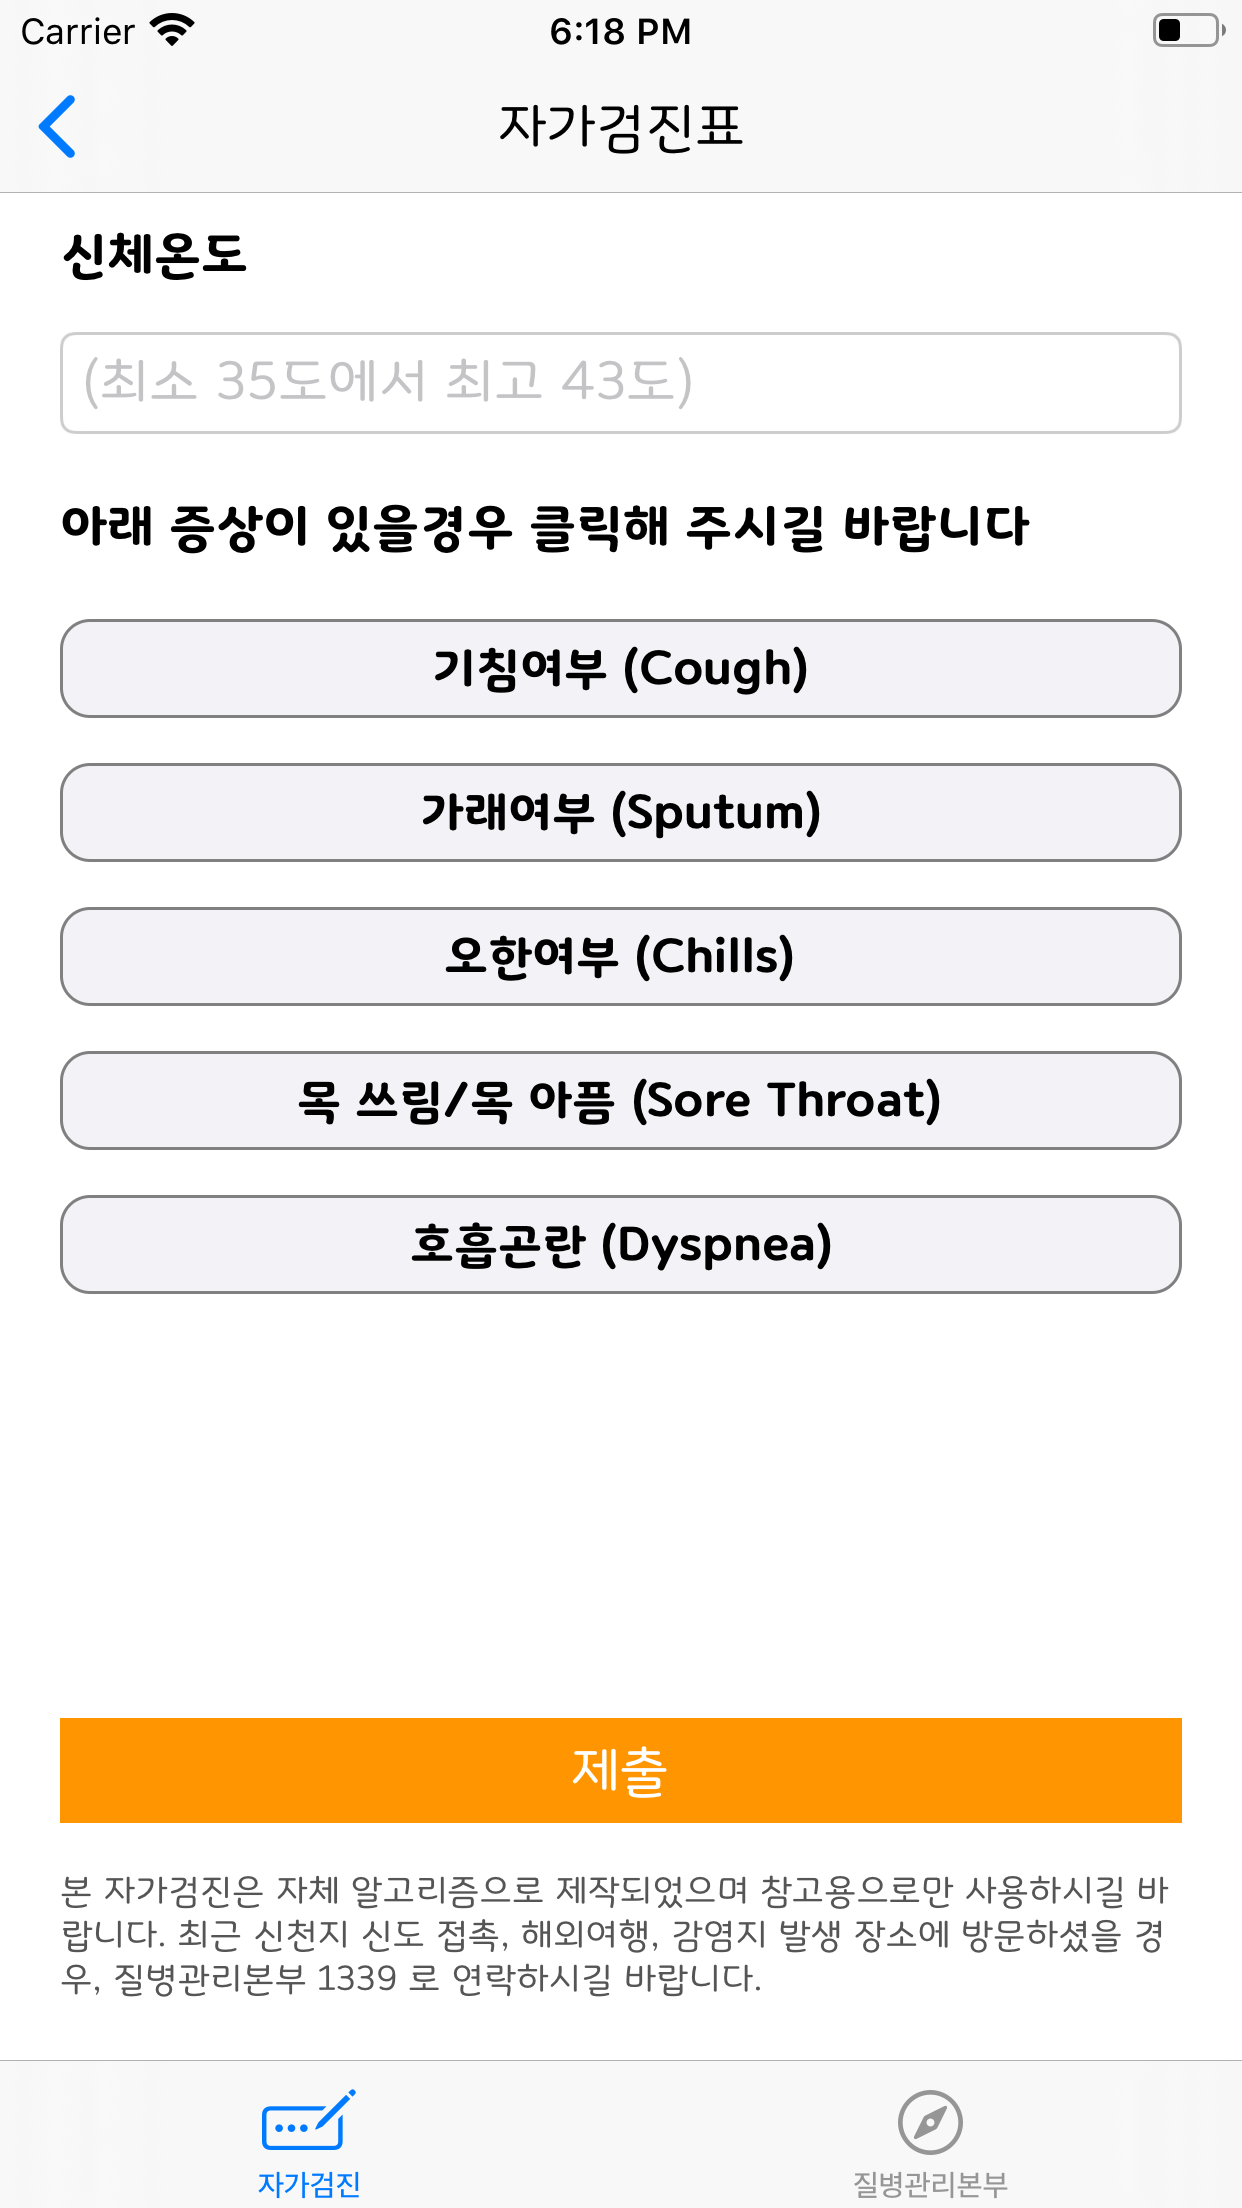 Carrier 6:18 PM
자가검진표
신체온도
(최소 35도에서 최고 43도)
아래 증상이 있을경우 클릭해 주시길 바랍니다
기침여부 (Cough)
가래여부 (Sputum)
오한여부 (Chills)
목 쓰림/목 아픔 (Sore Throat)
호흡곤란 (Dyspnea)
제출
본 자가검진은 자체 알고리즘으로 제작되었으며 참고용으로만 사용하시길 바
랍니다. 최근 신천지 신도 접촉, 해외여행, 감염지 발생 장소에 방문하셨을 경
우, 질병관리본부 1339 로 연락하시길 바랍니다.
자가검진 질병관리본부